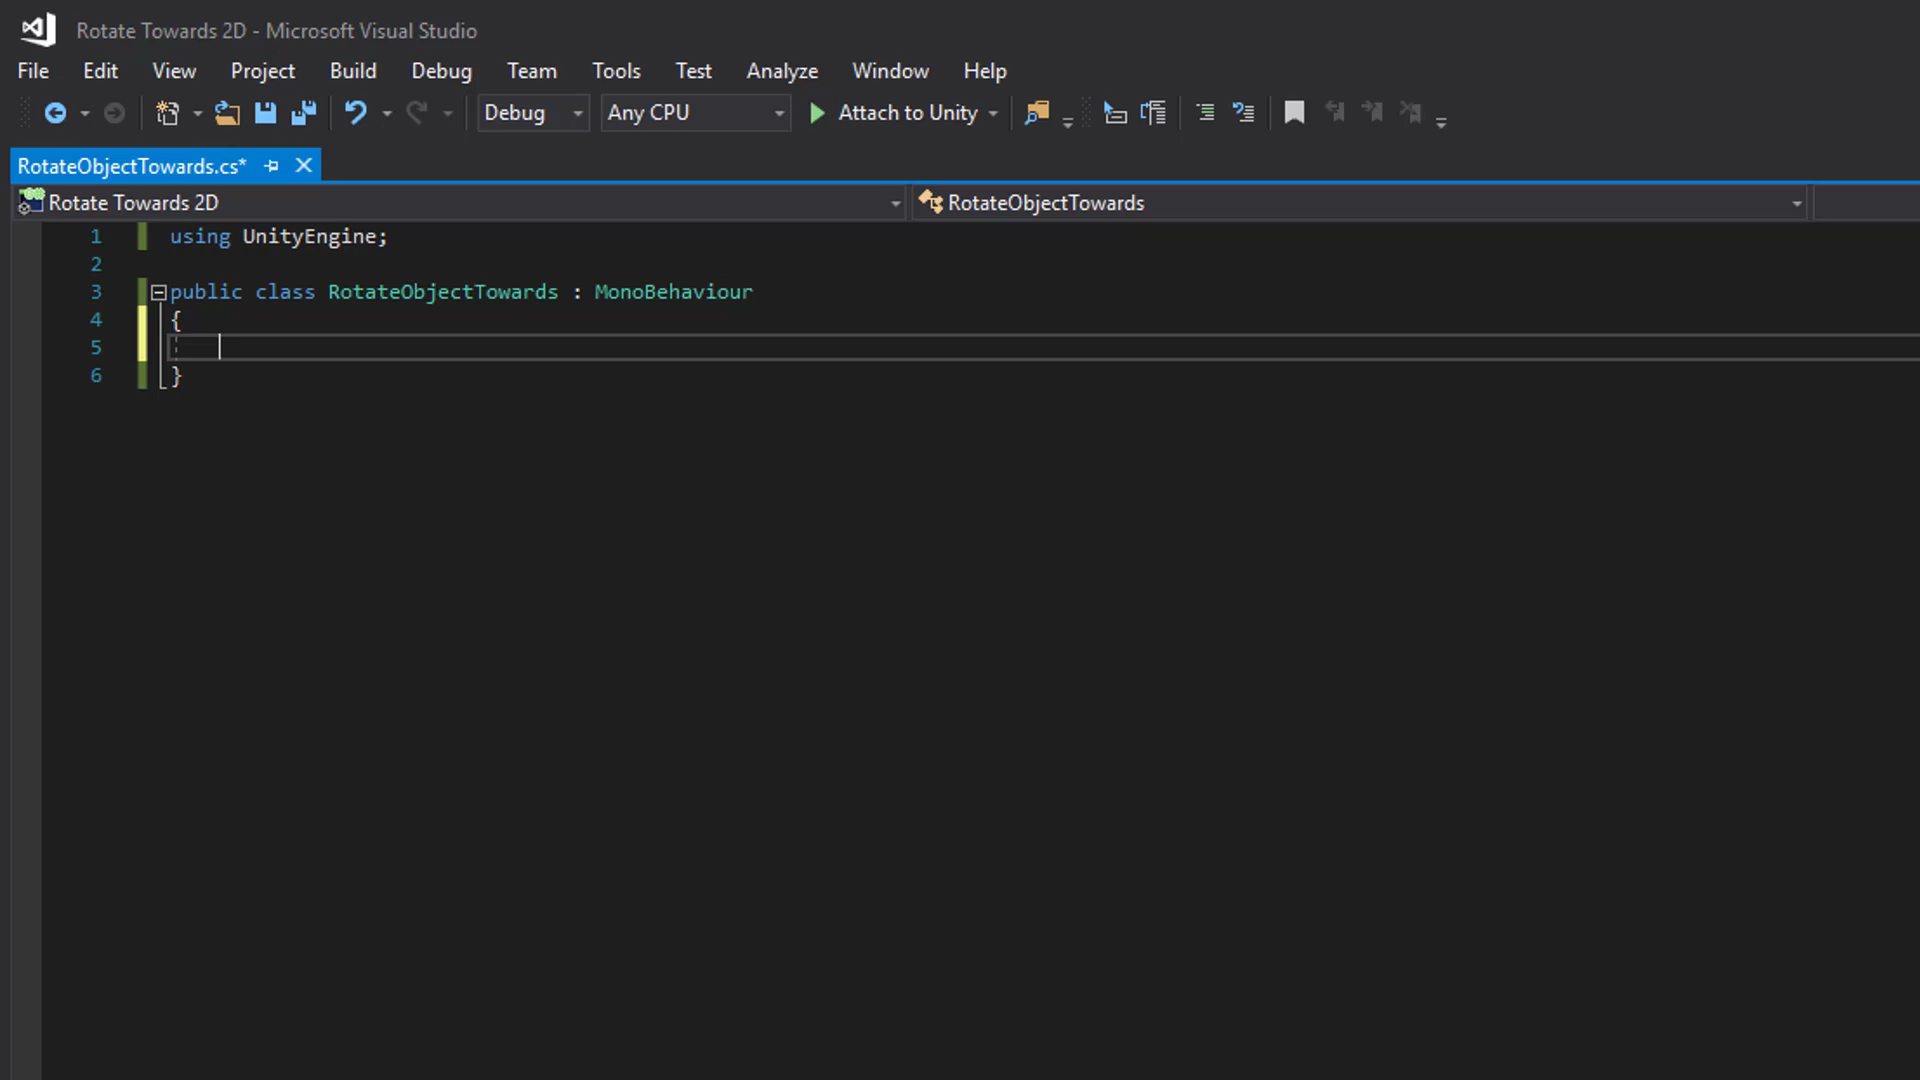 Rotate Towards 2D - Microsoft Visual Studio
File Edit View Project Build Debug Team Tools Test Analyze Window Help
Debug Any CPU Attach to Unity
RotateObjectTowards.cs*
Rotate Towards 2D RotateObjectTowards
1 using UnityEngine;
2
3 public class RotateObjectTowards : MonoBehaviour
4 {
5
6 }